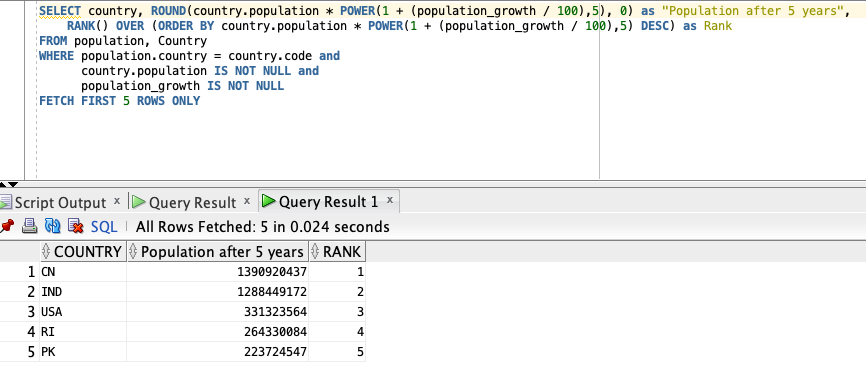 SELECT country, ROUND(country.population * POWER(1 + (population_growth / 100),5), 0) as "Population after 5 years",
RANK() OVER (ORDER BY country.population * POWER(1 + (population_growth / 100),5) DESC) as Rank
FROM population, Country
WHERE population.country = country.code and
country.population IS NOT NULL and
population_growth IS NOT NULL
FETCH FIRST 5 ROWS ONLY
Script Output x Query Result x Query Result 1 x
SQL | All Rows Fetched: 5 in 0.024 seconds
COUNTRY Population after 5 years RANK
1 CN 1390920437 1
2 IND 1288449172 2
3 USA 331323564 3
4 RI 264330084 4
5 PK 223724547 5